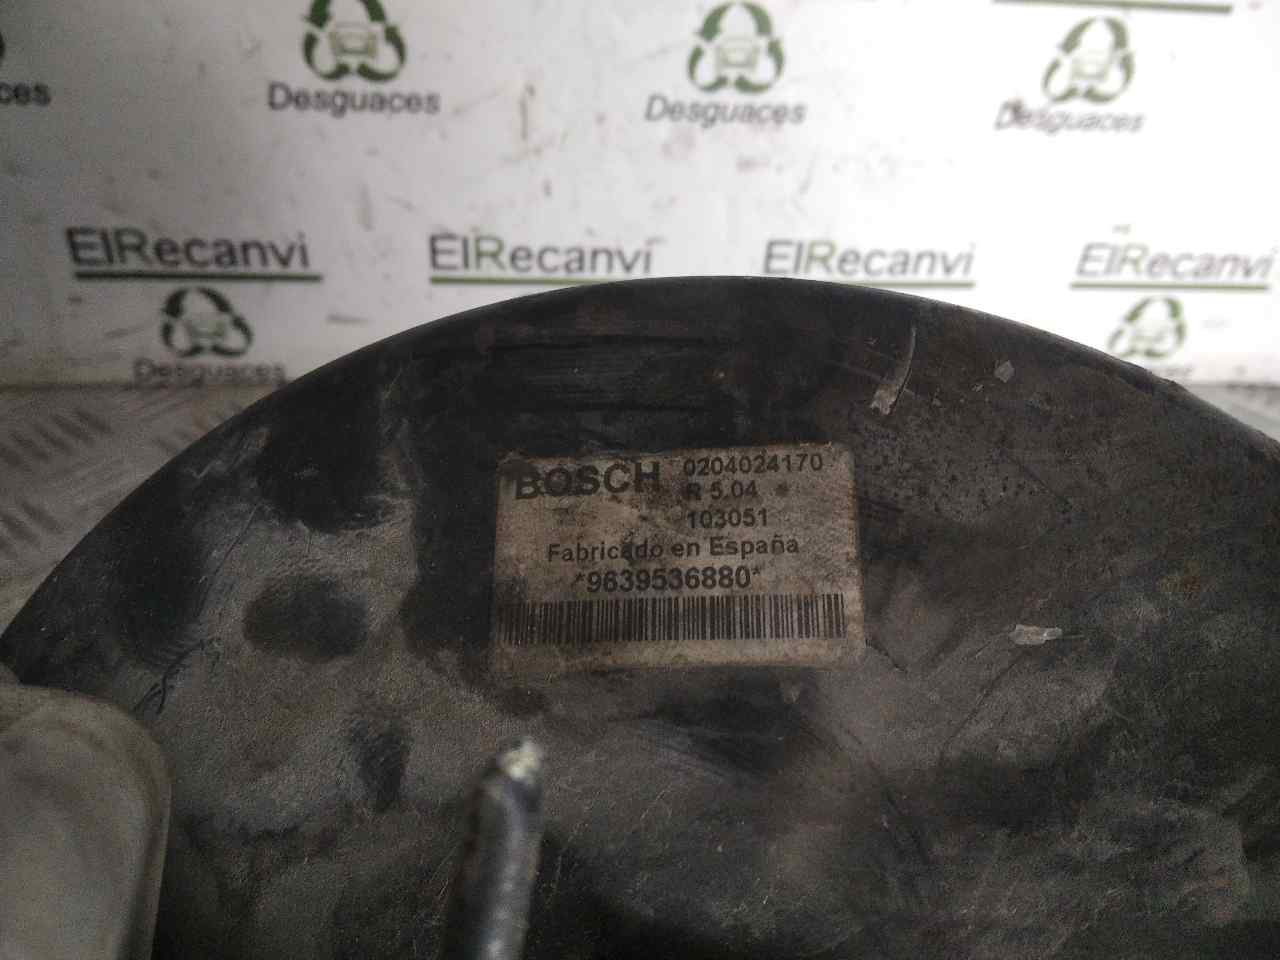 Desguaces
Desguaces
Desguaces
ElRecanvi
ElRecanvi
ElRecanvi
ElRecanvi
Desguaces
BOSCH 0204024170
R 5.04
103051
Fabricado en España
*9639536880*